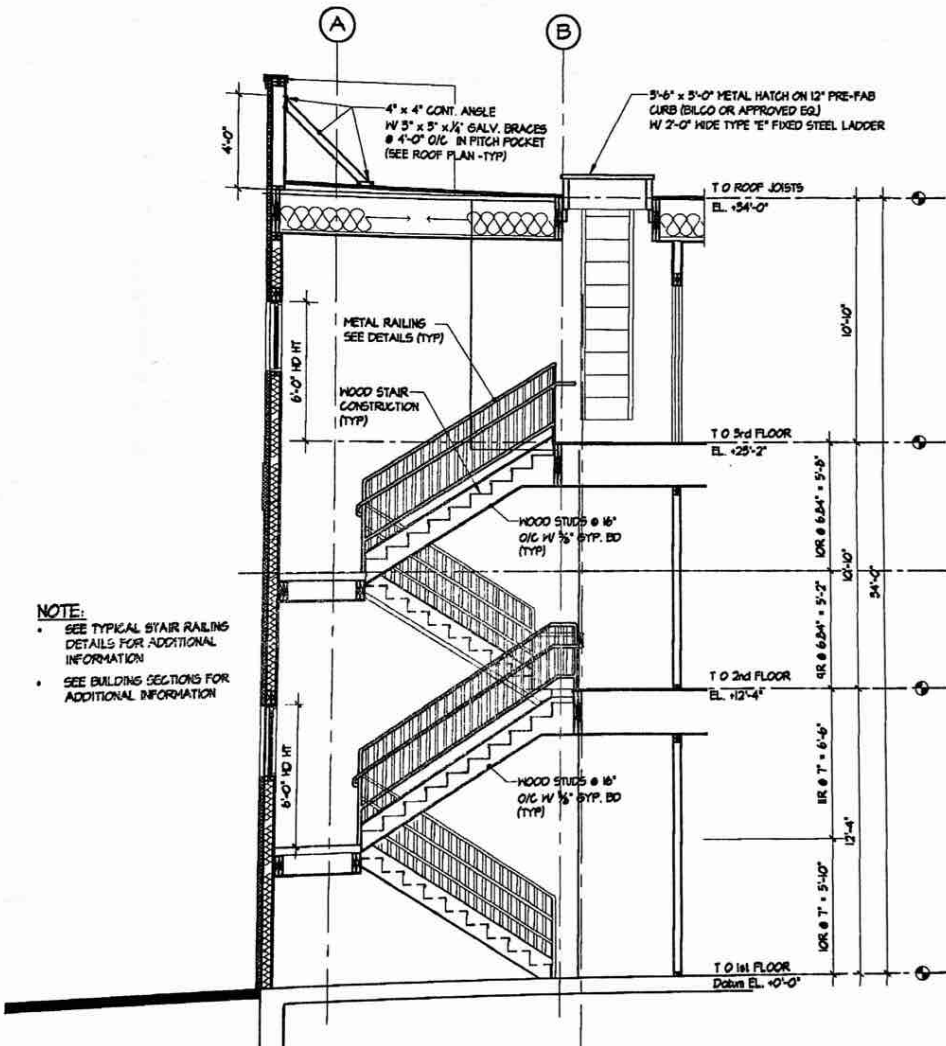 A
B
4" x 4" CONT. ANGLE
W/ 3" x 3" x 1/4" GALV. BRACES
@ 4'-0" O/C IN PITCH POCKET
(SEE ROOF PLAN - TYP)
3'-0" METAL HATCH ON 12" PRE-FAB
CURB (BILCO OR APPROVED EQ.)
W/ 2'-0" WIDE TYPE "E" FIXED STEEL LADDER
4'-0"
T O ROOF JOISTS
EL. +34'-0"
METAL RAILING
SEE DETAILS (TYP)
6'-0" HD HT
WOOD STAIR
CONSTRUCTION
(TYP)
10'-10"
T O 3rd FLOOR
EL. +23'-2"
WOOD STUDS @ 16"
O/C W/ 5/8" GYP. BD
(TYP)
10R @ 6.84" = 5'-8"
10'-10"
34'-0"
9R @ 6.84" = 5'-2"
NOTE:
• SEE TYPICAL STAIR RAILING
DETAILS FOR ADDITIONAL
INFORMATION
• SEE BUILDING SECTIONS FOR
ADDITIONAL INFORMATION
T O 2nd FLOOR
EL. +12'-4"
6'-0" HD HT
WOOD STUDS @ 16"
O/C W/ 5/8" GYP. BD
(TYP)
11R @ 7" = 6'-6"
12'-4"
10R @ 7" = 5'-10"
T O 1st FLOOR
Datum EL. +0'-0"